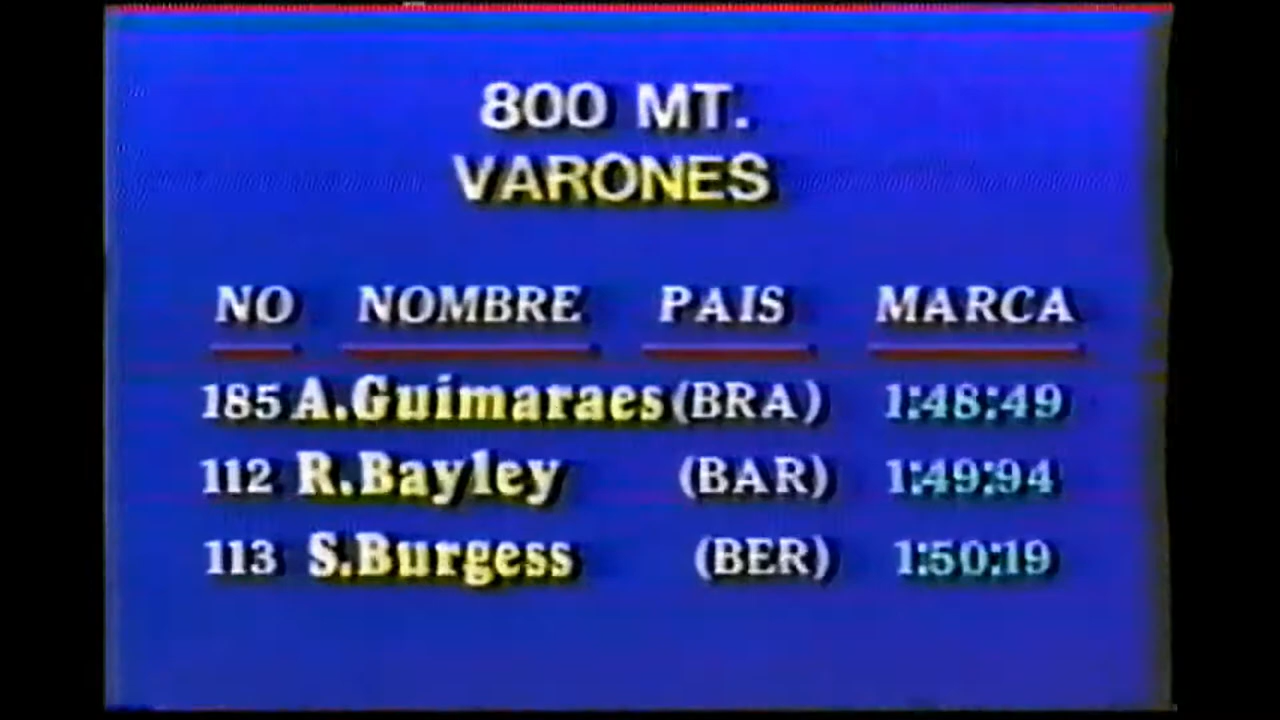 800 MT.
VARONES
NO NOMBRE PAIS MARCA
185 A.Guimaraes (BRA) 1:48:49
112 R.Bayley (BAR) 1:49:94
113 S.Burgess (BER) 1:50:19